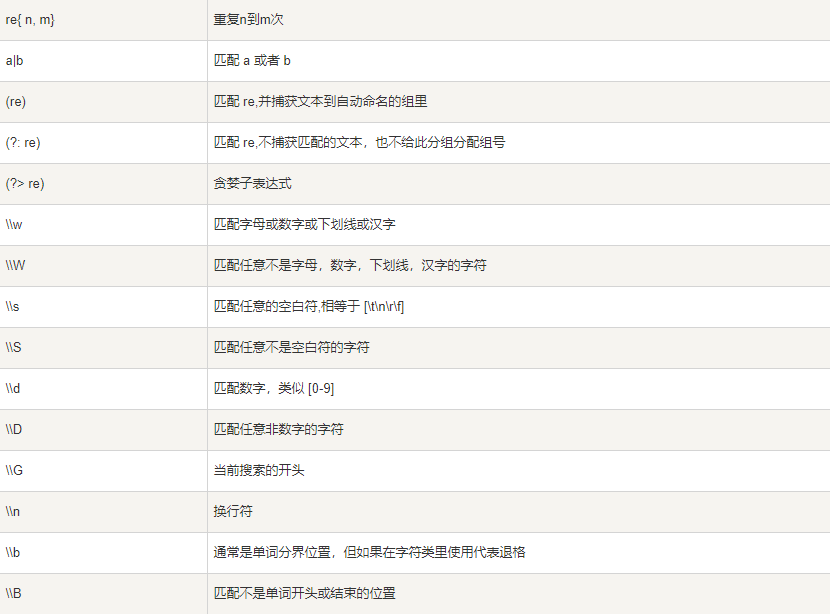 re{ n, m}	重复n到m次
a|b	匹配 a 或者 b
(re)	匹配 re,并捕获文本到自动命名的组里
(?: re)	匹配 re,不捕获匹配的文本，也不给此分组分配组号
(?> re)	贪婪子表达式
\\w	匹配字母或数字或下划线或汉字
\\W	匹配任意不是字母，数字，下划线，汉字的字符
\\s	匹配任意的空白符,相等于 [\t\n\r\f]
\\S	匹配任意不是空白符的字符
\\d	匹配数字，类似 [0-9]
\\D	匹配任意非数字的字符
\\G	当前搜索的开头
\\n	换行符
\\b	通常是单词分界位置，但如果在字符类里使用代表退格
\\B	匹配不是单词开头或结束的位置